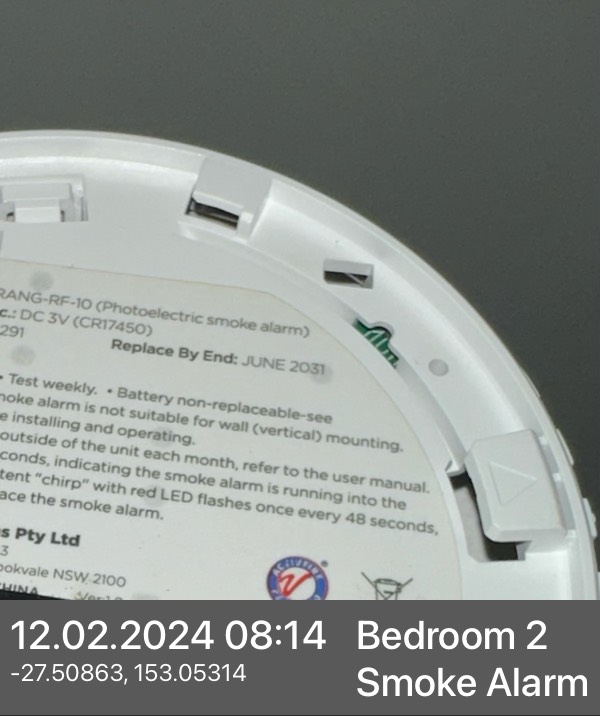 RANG-RF-10 (Photoelectric smoke alarm)
c.: DC 3V (CR17450)
291
Replace By End: JUNE 2031
• Test weekly. • Battery non-replaceable-see
noke alarm is not suitable for wall (vertical) mounting.
e installing and operating.
outside of the unit each month, refer to the user manual.
conds, indicating the smoke alarm is running into the
tent “chirp” with red LED flashes once every 48 seconds,
ace the smoke alarm.
s Pty Ltd
3
ookvale NSW 2100
CHINA
12.02.2024 08:14
-27.50863, 153.05314
Bedroom 2
Smoke Alarm